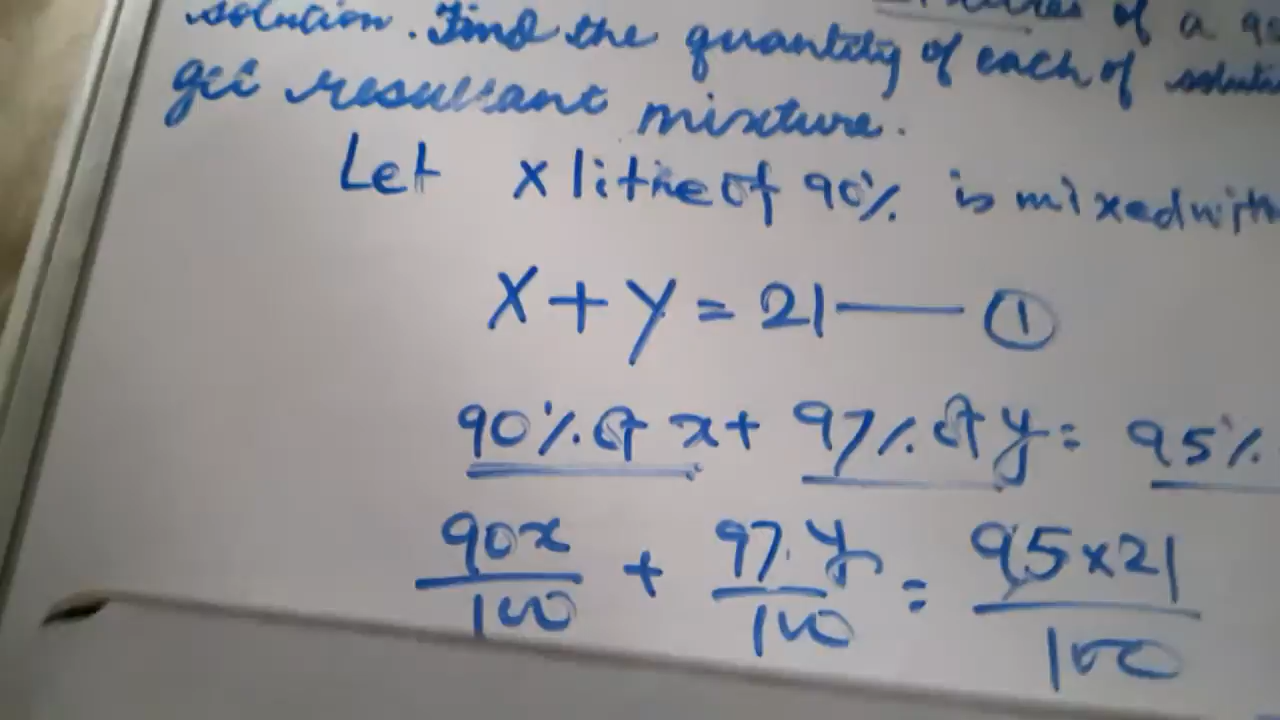 of a
solution. Find the quantity of each of
get resultant mixture.
Let x litre of 90% is mixed with
x + y = 21 —— ①
90% of x + 97% of y = 95%
90x/100 + 97y/100 = 95×21/100